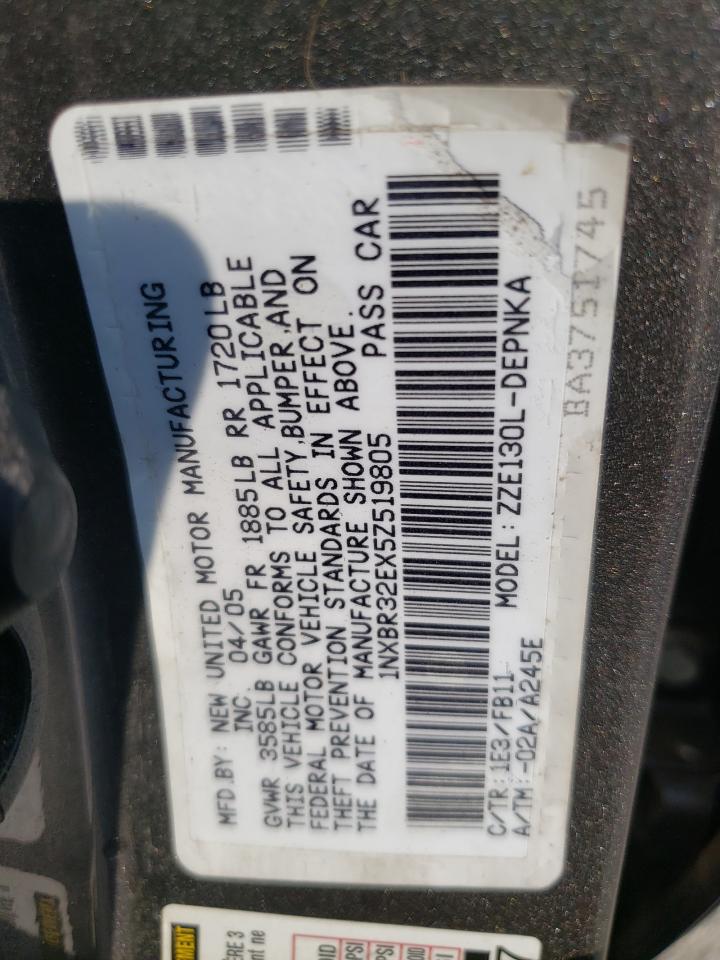 MFD.BY: NEW UNITED MOTOR MANUFACTURING
INC. 04/05
GVWR 3585LB GAWR FR 1885LB RR 1720LB
THIS VEHICLE CONFORMS TO ALL APPLICABLE
FEDERAL MOTOR VEHICLE SAFETY,BUMPER,AND
THEFT PREVENTION STANDARDS IN EFFECT ON
THE DATE OF MANUFACTURE SHOWN ABOVE.
1NXBR32EX5Z519805 PASS CAR
C/TR:1E3/FB11 MODEL:ZZE130L-DEPNKA
A/TM:-02A/A245E
BA3751745